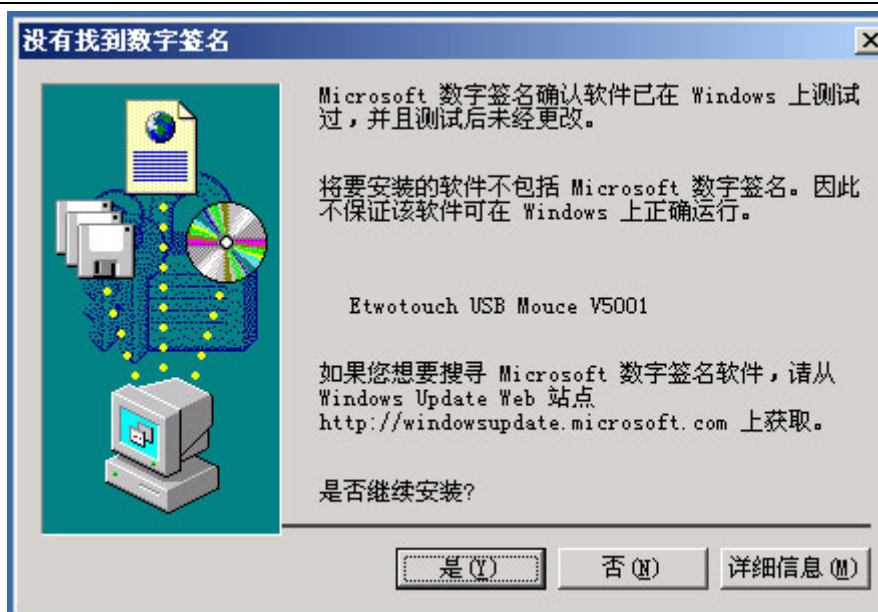 没有找到数字签名
Microsoft 数字签名确认软件已在 Windows 上测试
过，并且测试后未经更改。
将要安装的软件不包括 Microsoft 数字签名。因此
不保证该软件可在 Windows 上正确运行。
Etwotouch USB Mouce V5001
如果您想要搜寻 Microsoft 数字签名软件，请从
Windows Update Web 站点
http://windowsupdate.microsoft.com 上获取。
是否继续安装?
是(Y) 否(N) 详细信息(M)